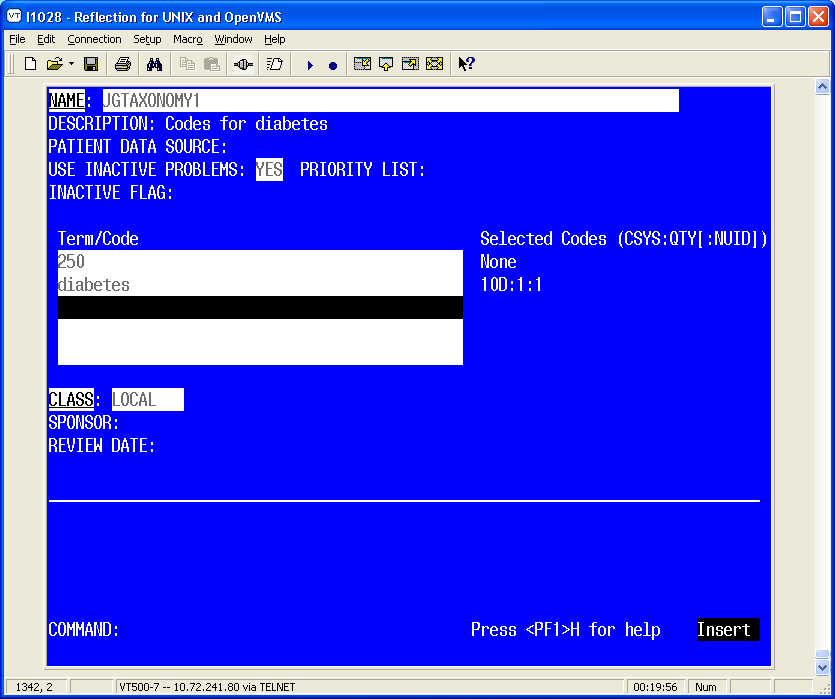 VT I1028 - Reflection for UNIX and OpenVMS
File Edit Connection Setup Macro Window Help
NAME: JGTAXONOMY1
DESCRIPTION: Codes for diabetes
PATIENT DATA SOURCE:
USE INACTIVE PROBLEMS: YES PRIORITY LIST:
INACTIVE FLAG:
Term/Code Selected Codes (CSYS:QTY[:NUID])
250 None
diabetes 10D:1:1
CLASS: LOCAL
SPONSOR:
REVIEW DATE:
COMMAND: Press <PF1>H for help Insert
1342, 2 VT500-7 -- 10.72.241.80 via TELNET 00:19:56 Num